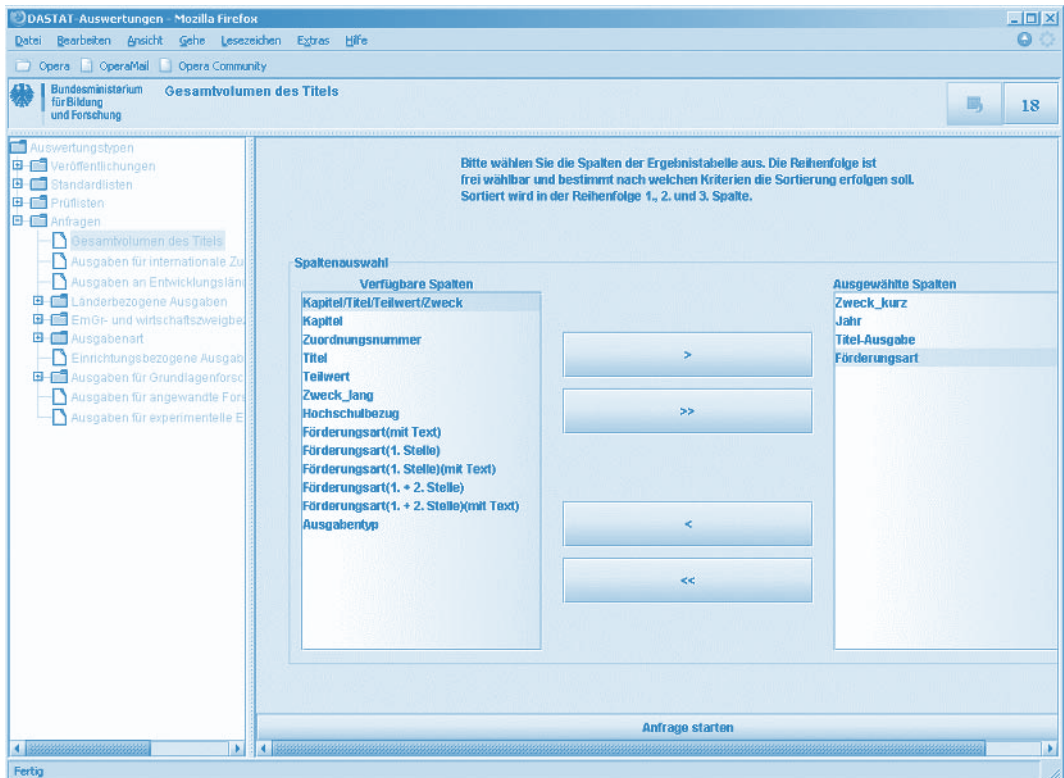 DASTAT-Auswertungen - Mozilla Firefox
Datei Bearbeiten Ansicht Gehe Lesezeichen Extras Hilfe
Opera OperaMail Opera Community
Bundesministerium
für Bildung
und Forschung
Gesamtvolumen des Titels
18
Auswertungstypen
Veröffentlichungen
Standardlisten
Prüflisten
Anfragen
Gesamtvolumen des Titels
Ausgaben für internationale Zu
Ausgaben an Entwicklungslän
Länderbezogene Ausgaben
EmGr- und wirtschaftszweigbe
Ausgabenart
Einrichtungsbezogene Ausgab
Ausgaben für Grundlagenforsc
Ausgaben für angewandte Fors
Ausgaben für experimentelle E
Bitte wählen Sie die Spalten der Ergebnistabelle aus. Die Reihenfolge ist
frei wählbar und bestimmt nach welchen Kriterien die Sortierung erfolgen soll.
Sortiert wird in der Reihenfolge 1., 2. und 3. Spalte.
Spaltenauswahl
Verfügbare Spalten
Kapitel/Titel/Teilwert/Zweck
Kapitel
Zuordnungsnummer
Titel
Teilwert
Zweck_lang
Hochschulbezug
Förderungsart(mit Text)
Förderungsart(1. Stelle)
Förderungsart(1. Stelle)(mit Text)
Förderungsart(1. + 2. Stelle)
Förderungsart(1. + 2. Stelle)(mit Text)
Ausgabentyp
>
>>
<
<<
Ausgewählte Spalten
Zweck_kurz
Jahr
Titel-Ausgabe
Förderungsart
Anfrage starten
Fertig